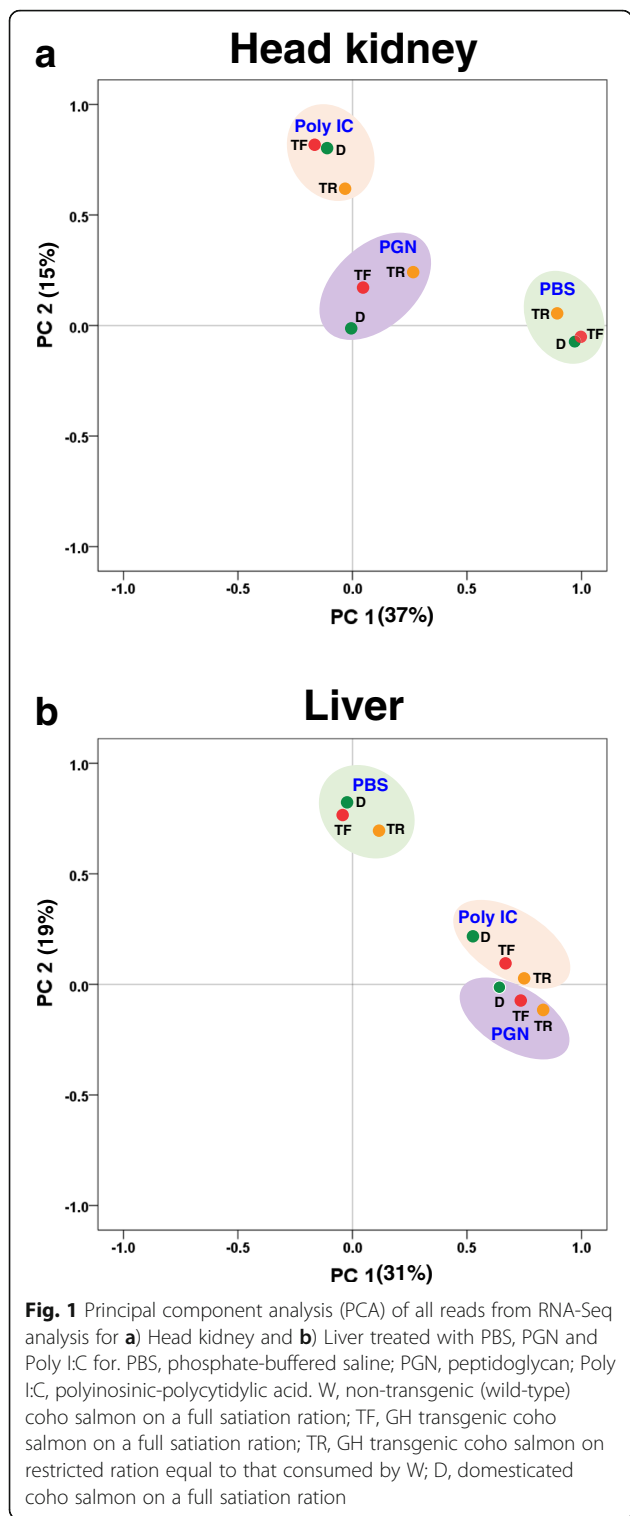 a
Head kidney
1.0
0.5
0.0
-0.5
-1.0
PC 2 (15%)
Poly IC
TF
D
TR
PGN
TF
TR
D
PBS
TR
D
TF
-1.0
-0.5
0.0
0.5
1.0
PC 1(37%)
b
Liver
1.0
0.5
0.0
-0.5
-1.0
PC 2 (19%)
PBS
D
TF
TR
Poly IC
D
TF
TR
D
TF
TR
PGN
-1.0
-0.5
0.0
0.5
1.0
PC 1(31%)
Fig. 1 Principal component analysis (PCA) of all reads from RNA-Seq
analysis for a) Head kidney and b) Liver treated with PBS, PGN and
Poly I:C for. PBS, phosphate-buffered saline; PGN, peptidoglycan; Poly
I:C, polyinosinic-polycytidylic acid. W, non-transgenic (wild-type)
coho salmon on a full satiation ration; TF, GH transgenic coho
salmon on a full satiation ration; TR, GH transgenic coho salmon on
restricted ration equal to that consumed by W; D, domesticated
coho salmon on a full satiation ration